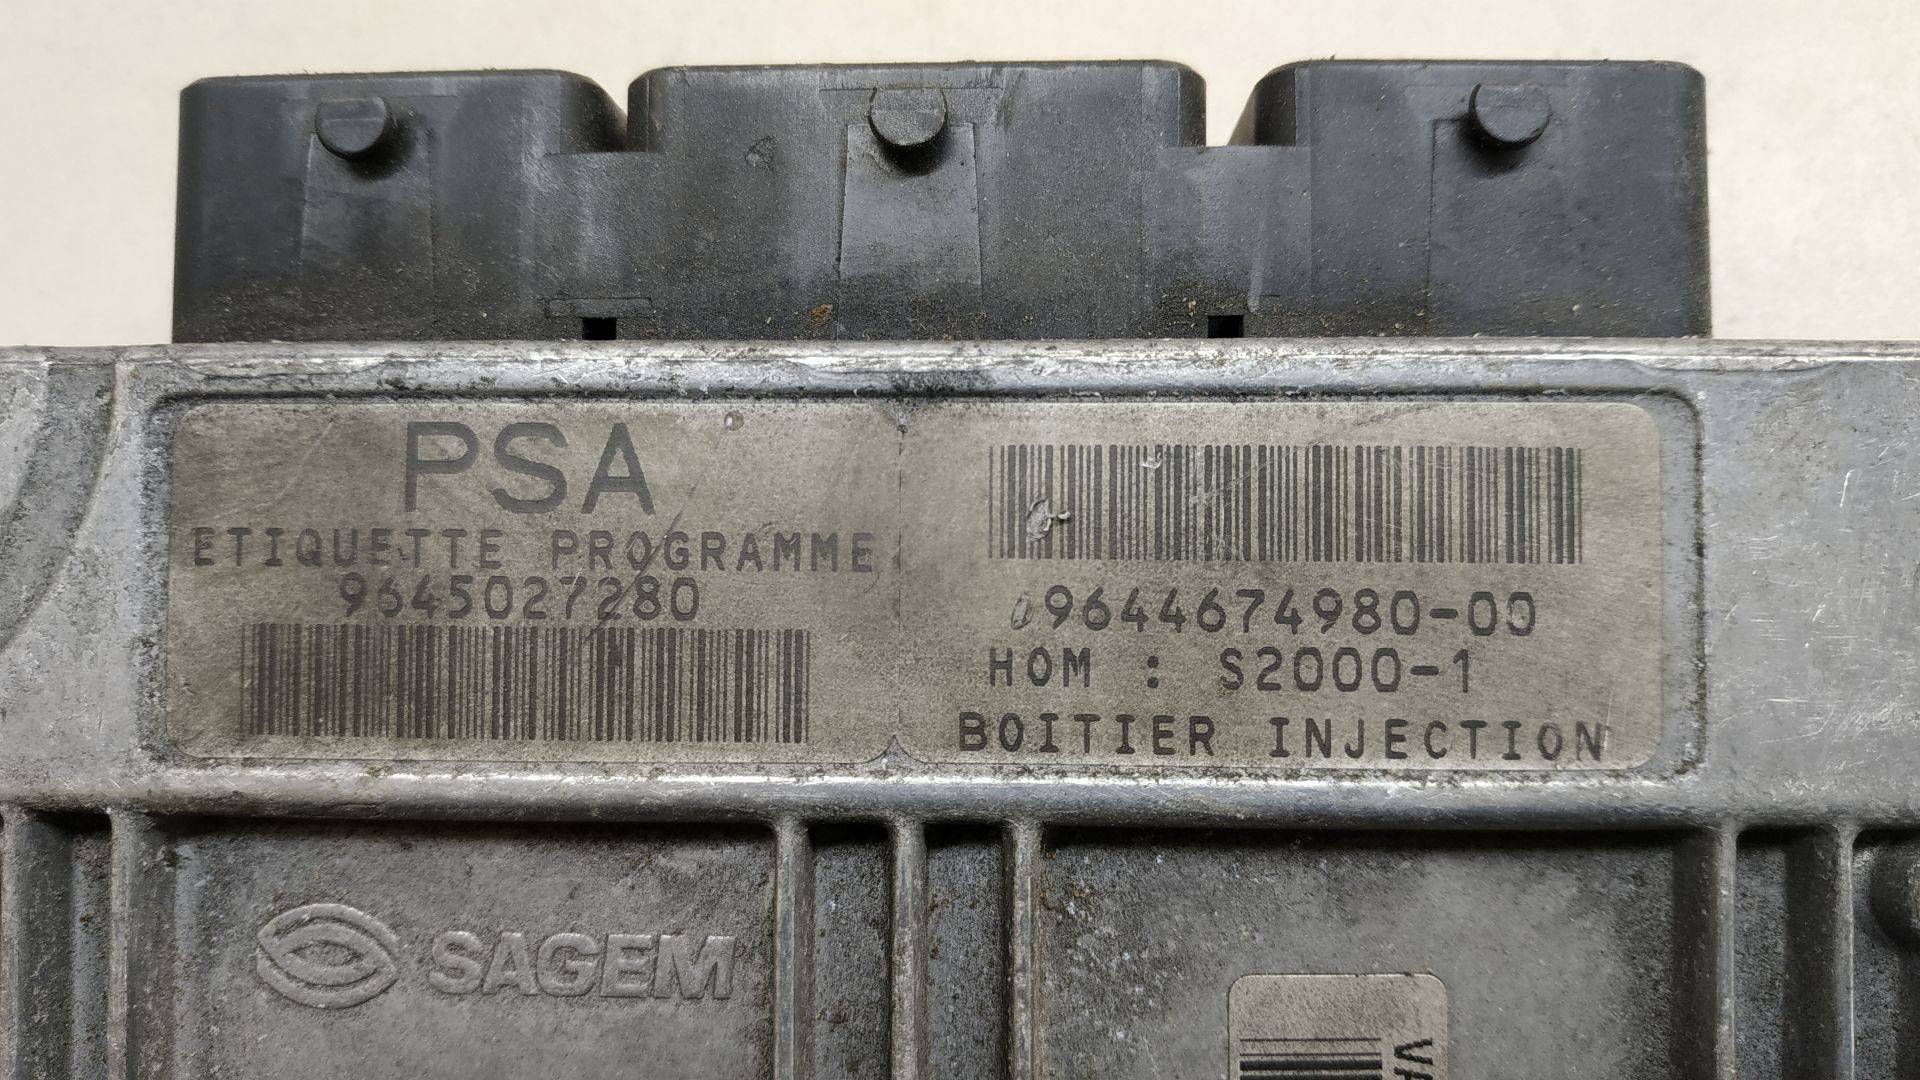 PSA
ETIQUETTE PROGRAMME
9645027280
09644674980-00
HOM : S2000-1
BOITIER INJECTION
SAGEM